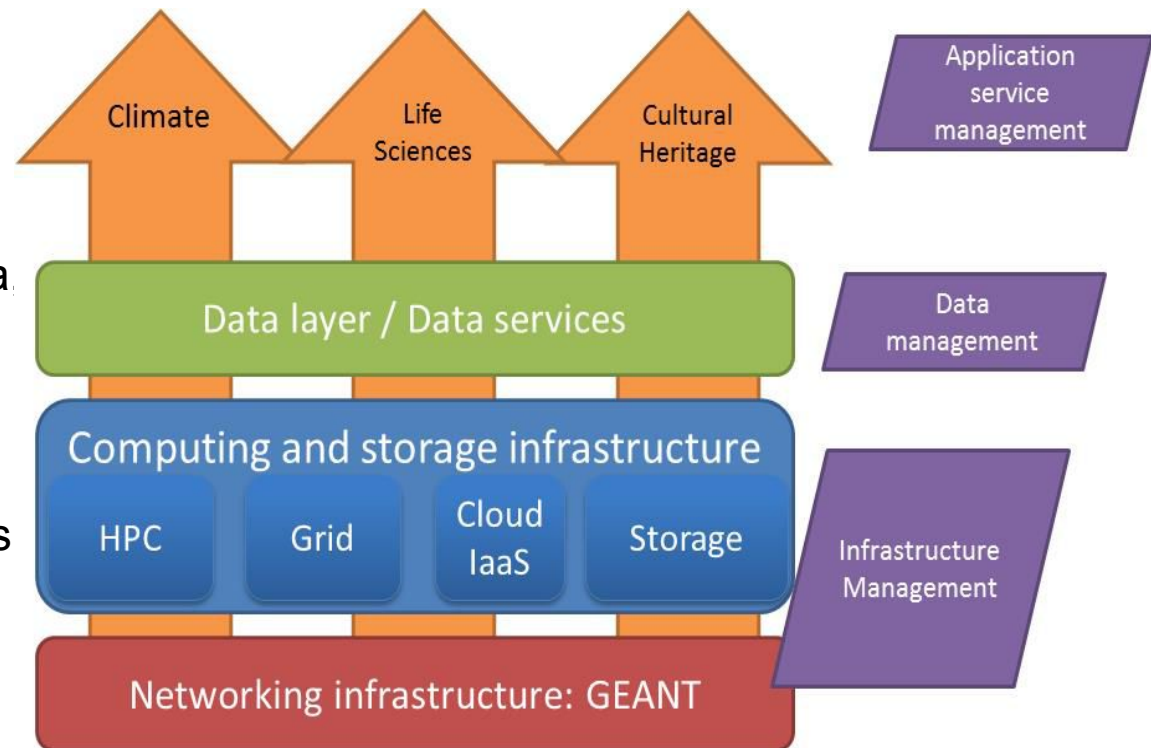 Climate
Life
Sciences
Cultural
Heritage
Application
service
management
a
Data layer / Data services
Data
management
Computing and storage infrastructure
s
HPC
Grid
Cloud
IaaS
Storage
Infrastructure
Management
Networking infrastructure: GEANT